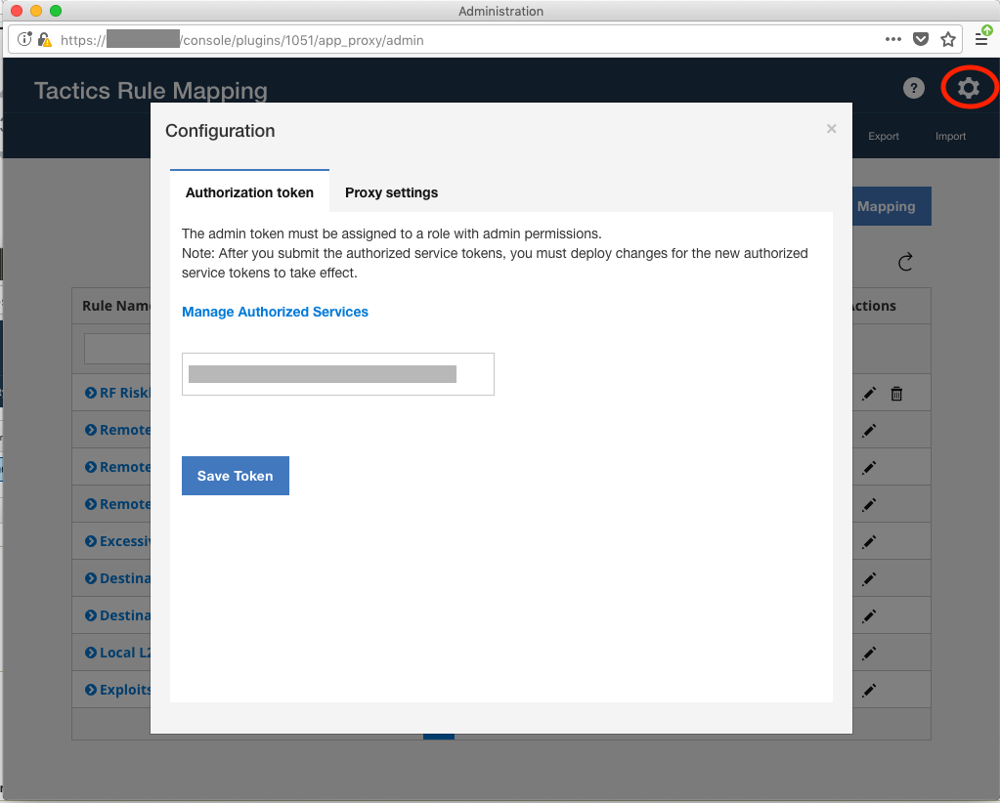 Administration
https:// /console/plugins/1051/app_proxy/admin
Tactics Rule Mapping
?
Export
Import
Configuration
×
Authorization token
Proxy settings
Mapping
The admin token must be assigned to a role with admin permissions.
Note: After you submit the authorized service tokens, you must deploy changes for the new authorized
service tokens to take effect.
Manage Authorized Services
Rule Name
ctions
RF Risk
Remote
Remote
Remote
Save Token
Excessiv
Destina
Destina
Local L2
Exploits